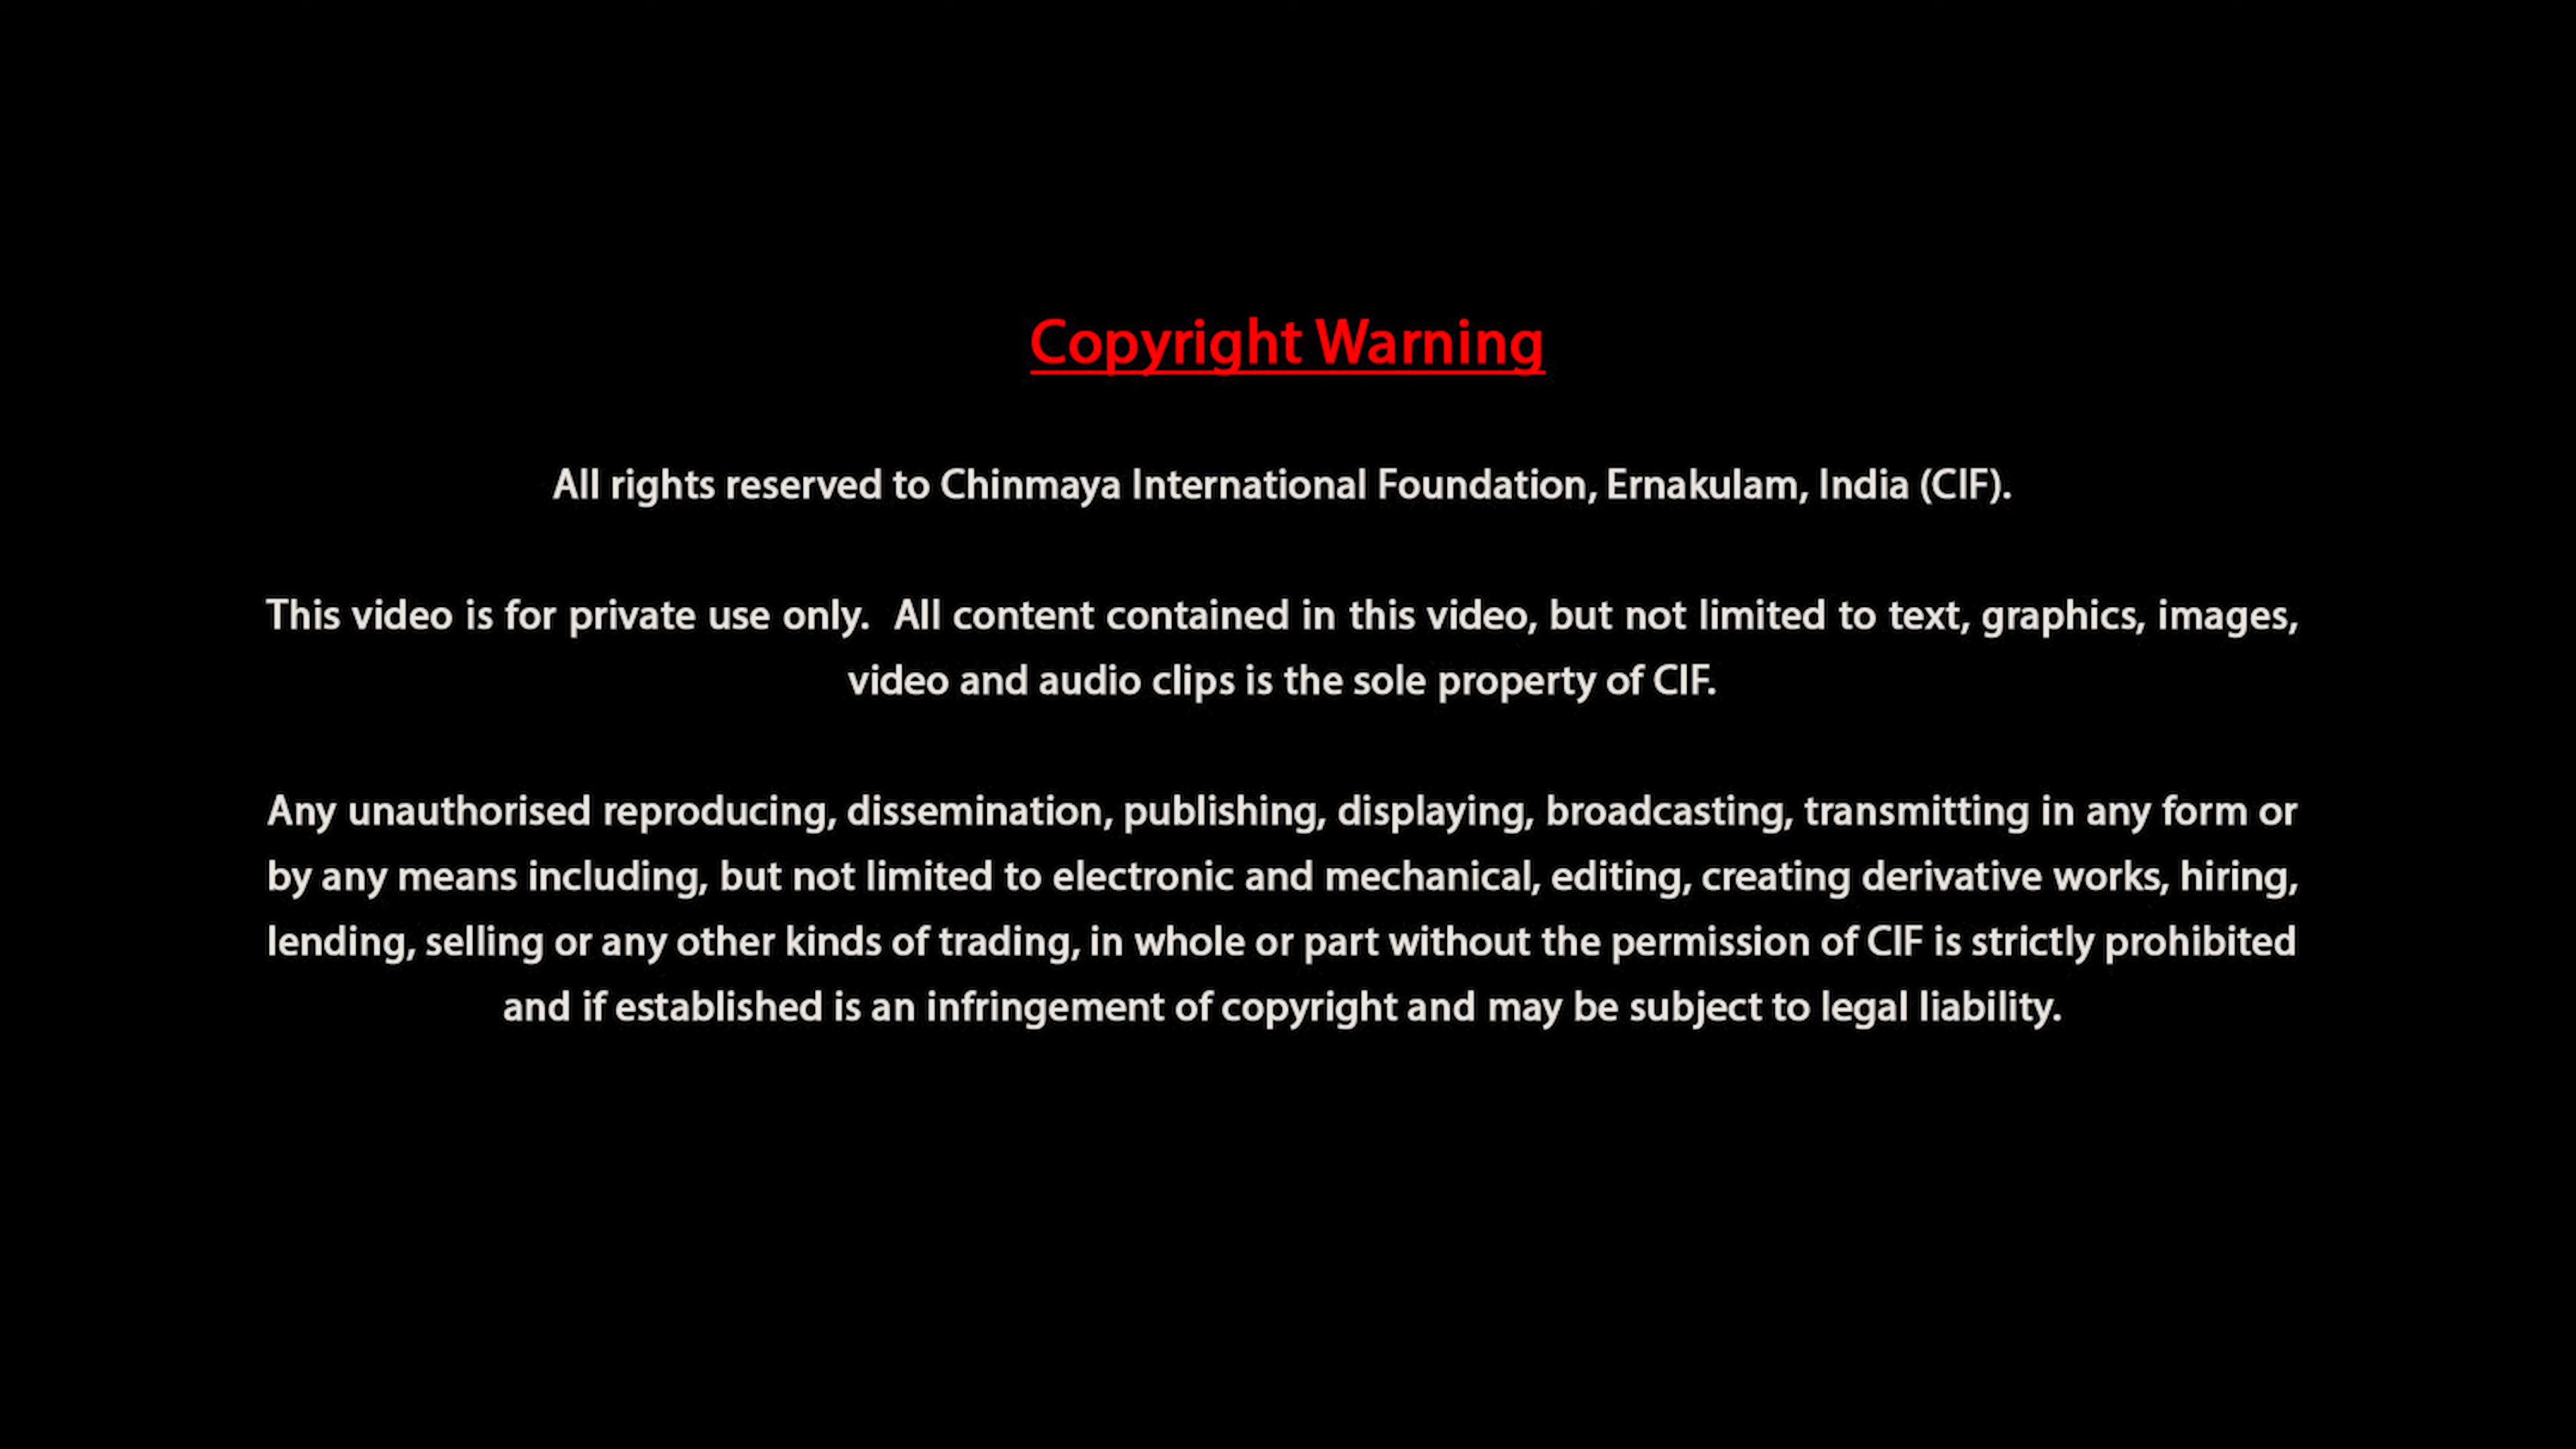 Copyright Warning
All rights reserved to Chinmaya International Foundation, Ernakulam, India (CIF).
This video is for private use only.  All content contained in this video, but not limited to text, graphics, images,
video and audio clips is the sole property of CIF.
Any unauthorised reproducing, dissemination, publishing, displaying, broadcasting, transmitting in any form or
by any means including, but not limited to electronic and mechanical, editing, creating derivative works, hiring,
lending, selling or any other kinds of trading, in whole or part without the permission of CIF is strictly prohibited
and if established is an infringement of copyright and may be subject to legal liability.